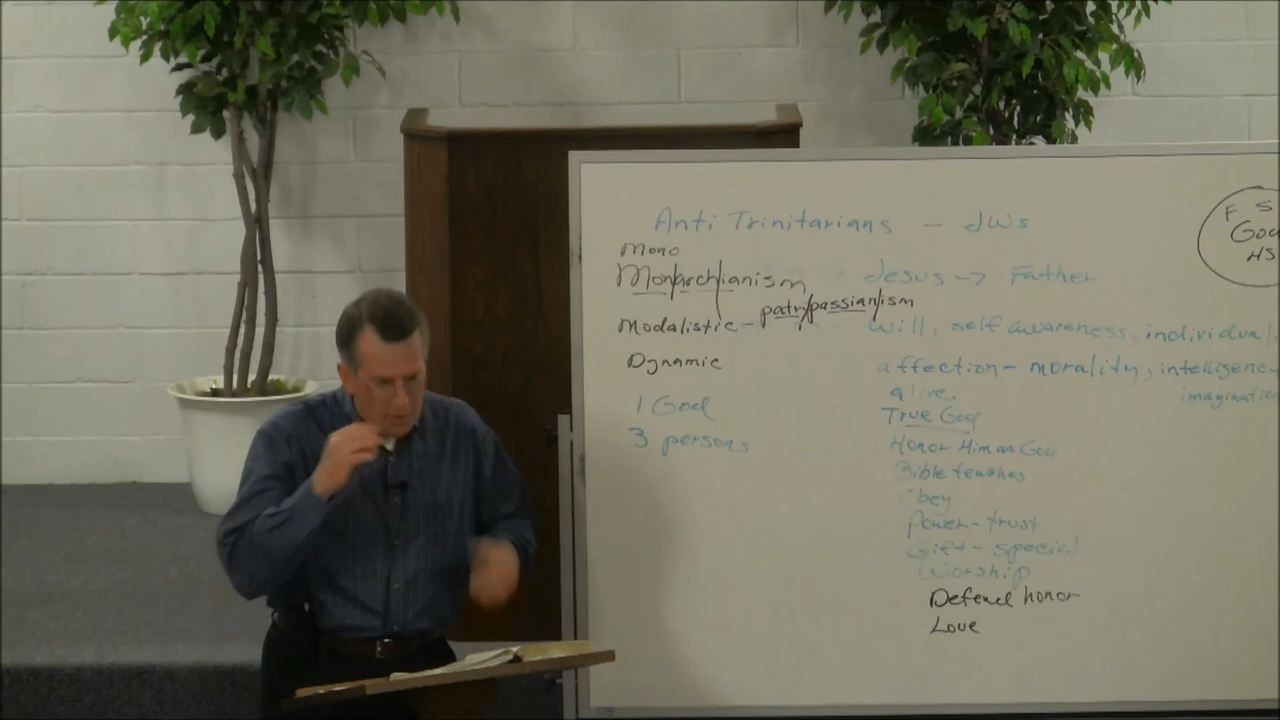 Anti Trinitarians - JWs
Mono
Monarchianism
Jesus → Father
Modalistic - patripassianism
will, self awareness, individual
Dynamic
affection - morality, intelligenc
alive,
imaginatio
1 God
True God
3 persons
Honor Him as God
Bible teaches
Obey
Power - trust
Gift - special
Worship
Defend honor
Love
F S
God
HS